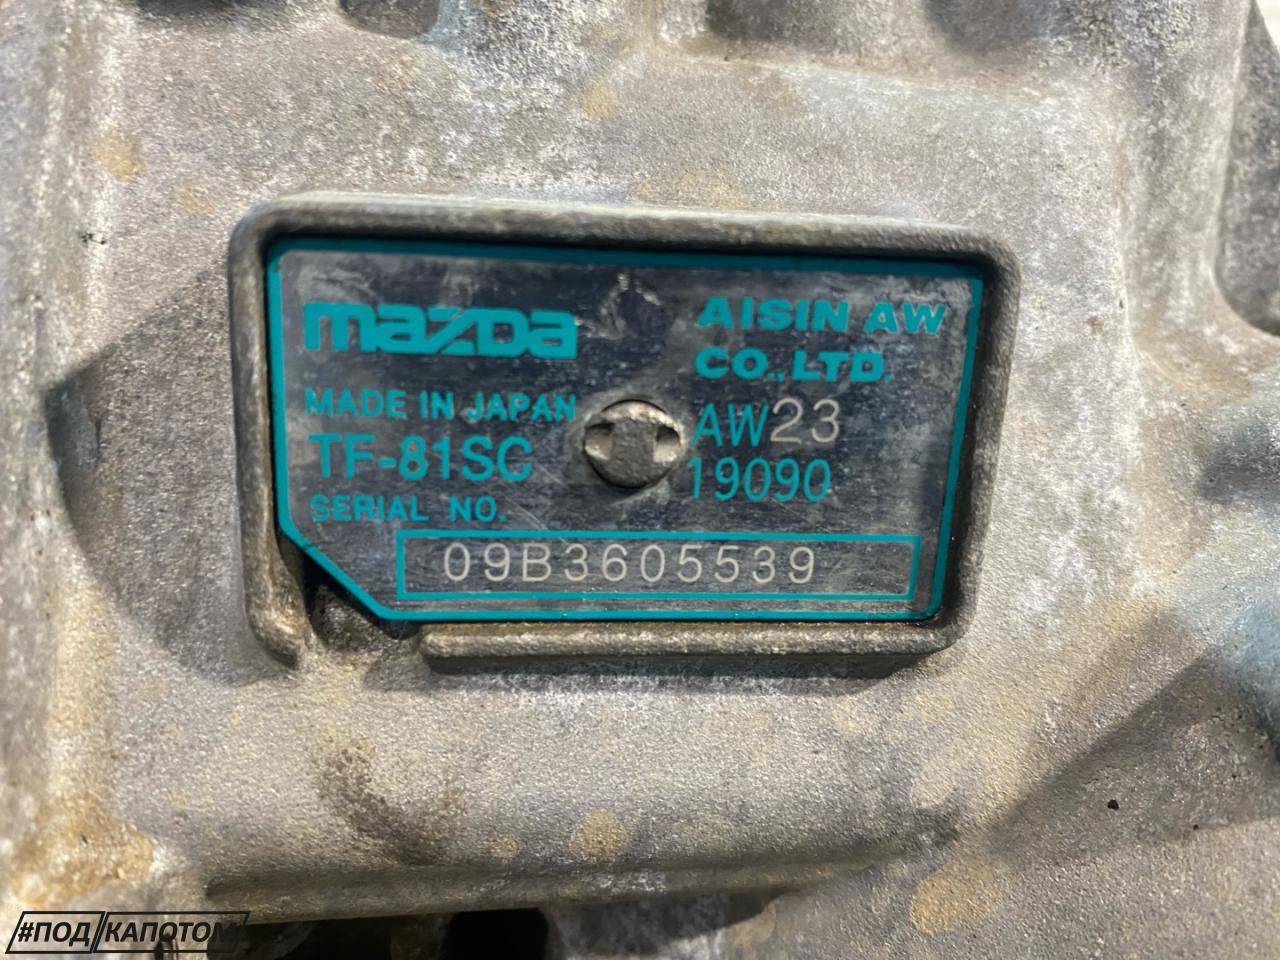 mazda
AISIN AW
CO., LTD.
MADE IN JAPAN
AW23
TF-81SC
19090
SERIAL NO.
09B3605539
#ПОД КАПОТОМ